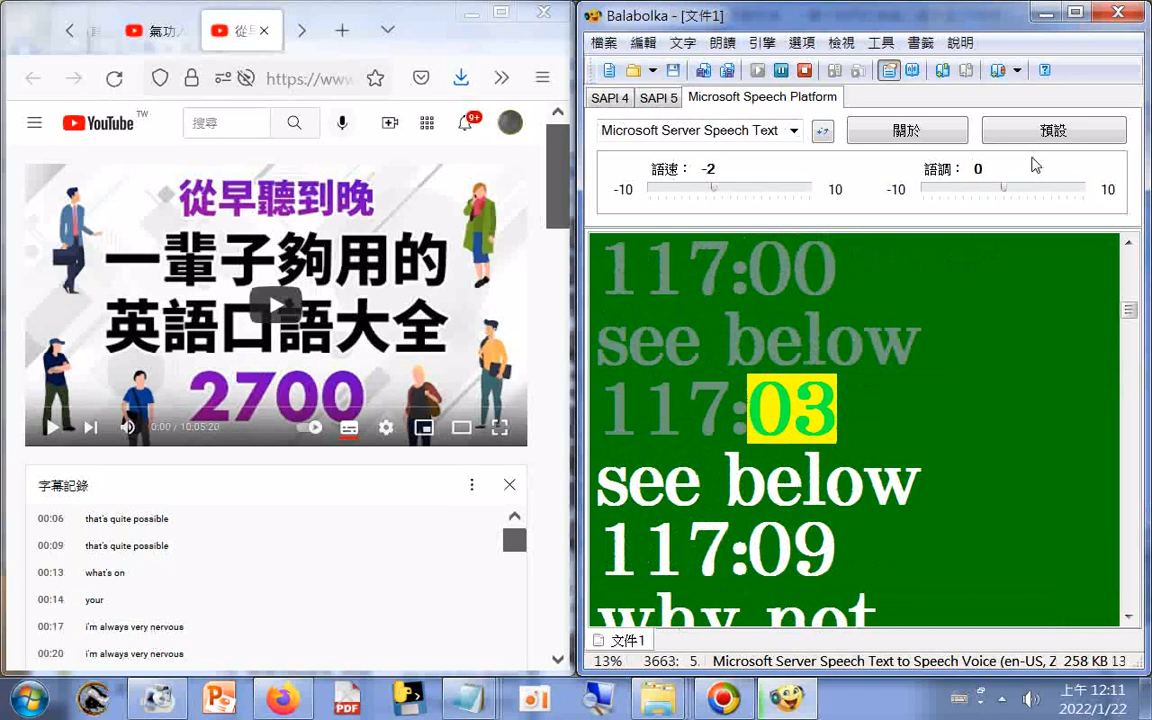 氣功
從
https://www
YouTube TW
搜尋
9+
從早聽到晚
一輩子夠用的
英語口語大全
2700
0:00 / 10:05:20
字幕記錄
00:06 that's quite possible
00:09 that's quite possible
00:13 what's on
00:14 your
00:17 i'm always very nervous
00:20 i'm always very nervous
Balabolka - [文件1]
檔案 編輯 文字 朗讀 引擎 選項 檢視 工具 書籤 說明
SAPI 4 SAPI 5 Microsoft Speech Platform
Microsoft Server Speech Text 關於 預設
語速： -2 語調： 0
-10 10 -10 10
117:00
see below
117:03
see below
117:09
why not
文件1
13% 3663: 5. Microsoft Server Speech Text to Speech Voice (en-US, Z 258 KB 13
PDF
上午 12:11
2022/1/22